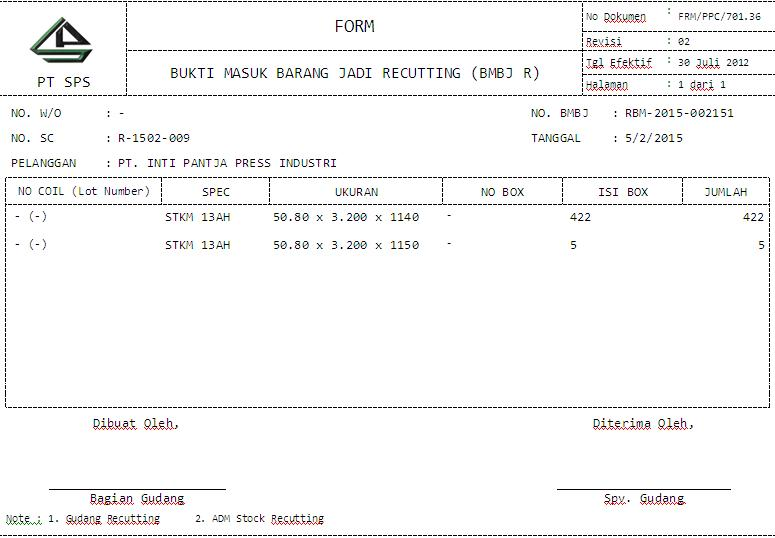 PT SPS
FORM
BUKTI MASUK BARANG JADI RECUTTING (BMBJ R)
No Dokumen : FRM/PPC/701.36
Revisi : 02
Tgl Efektif : 30 Juli 2012
Halaman : 1 dari 1
NO. W/O : - NO. BMBJ : RBM-2015-002151
NO. SC : R-1502-009 TANGGAL : 5/2/2015
PELANGGAN : PT. INTI PANTJA PRESS INDUSTRI
NO COIL (Lot Number) SPEC UKURAN NO BOX ISI BOX JUMLAH
- (-) STKM 13AH 50.80 x 3.200 x 1140 - 422 422
- (-) STKM 13AH 50.80 x 3.200 x 1150 - 5 5
Dibuat Oleh, Diterima Oleh,
Bagian Gudang Spv. Gudang
Note : 1. Gudang Recutting 2. ADM Stock Recutting